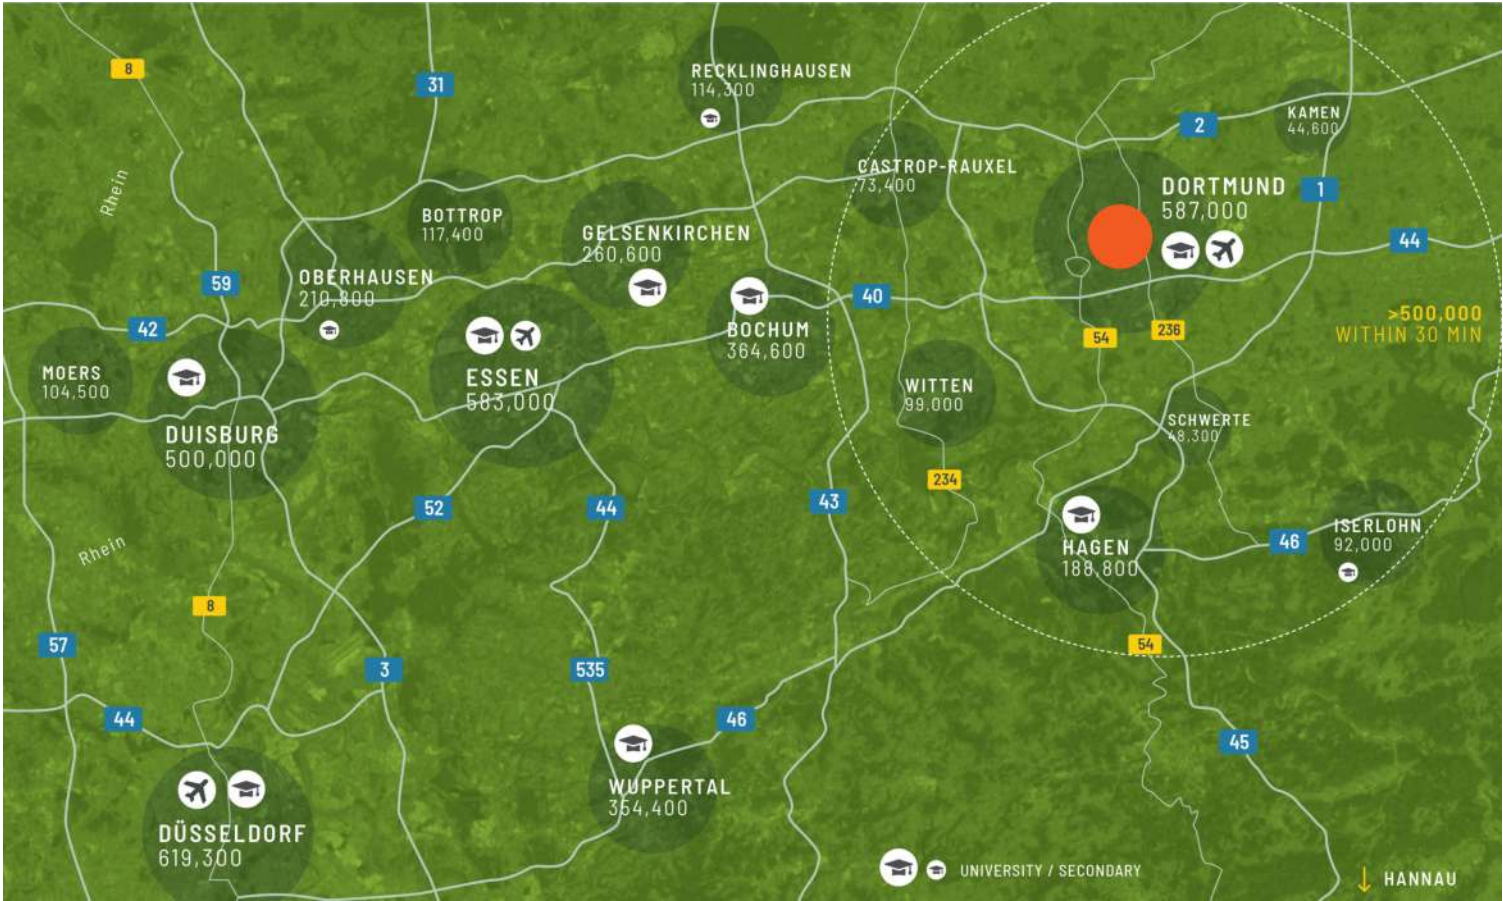 8
31
RECKLINGHAUSEN
114,300
2
KAMEN
44,600
Rhein
CASTROP-RAUXEL
73,400
DORTMUND
587,000
1
BOTTROP
117,400
GELSENKIRCHEN
260,600
44
OBERHAUSEN
210,800
59
40
42
BOCHUM
364,600
54
236
>500,000
WITHIN 30 MIN
MOERS
104,500
ESSEN
583,000
WITTEN
99,000
DUISBURG
500,000
SCHWERTE
48,300
234
52
44
43
Rhein
HAGEN
188,800
46
ISERLOHN
92,000
8
57
3
535
54
44
46
45
WUPPERTAL
354,400
DÜSSELDORF
619,300
UNIVERSITY / SECONDARY
↓ HANNAU